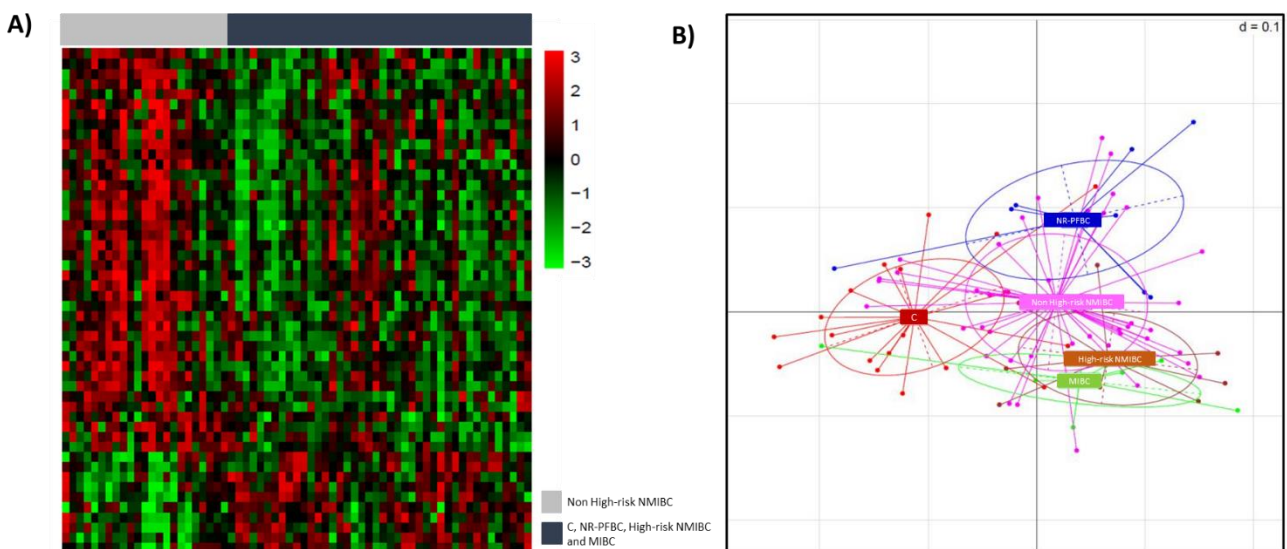 A)
3
2
1
0
−1
−2
−3
Non High-risk NMIBC
C, NR-PFBC, High-risk NMIBC
and MIBC
B)
d = 0.1
NR-PFBC
Non High-risk NMIBC
C
High-risk NMIBC
MIBC